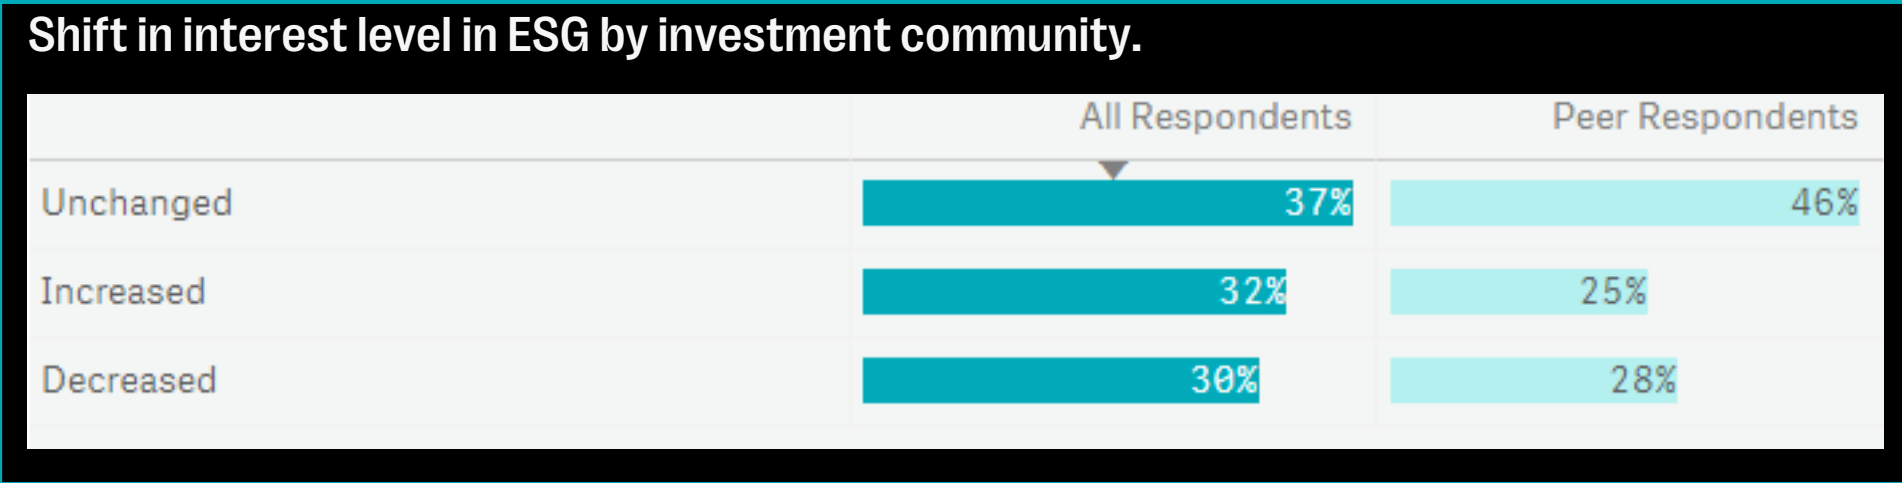 Shift in interest level in ESG by investment community.
All Respondents Peer Respondents
Unchanged 37% 46%
Increased 32% 25%
Decreased 30% 28%